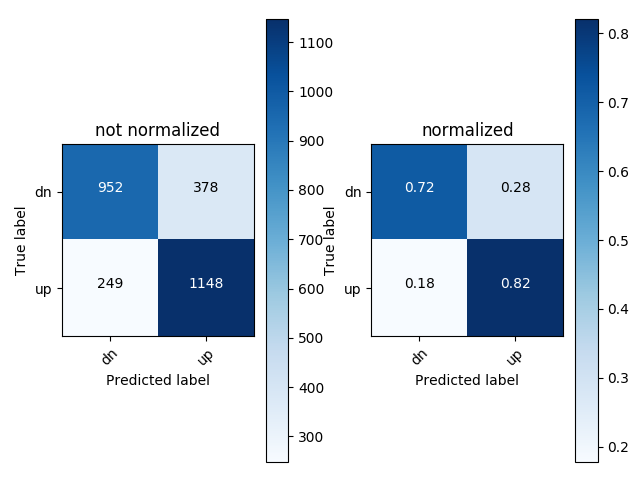 not normalized
True label
dn
up
952
378
249
1148
dn
up
Predicted label
1100
1000
900
800
700
600
500
400
300
normalized
True label
dn
up
0.72
0.28
0.18
0.82
dn
up
Predicted label
0.8
0.7
0.6
0.5
0.4
0.3
0.2